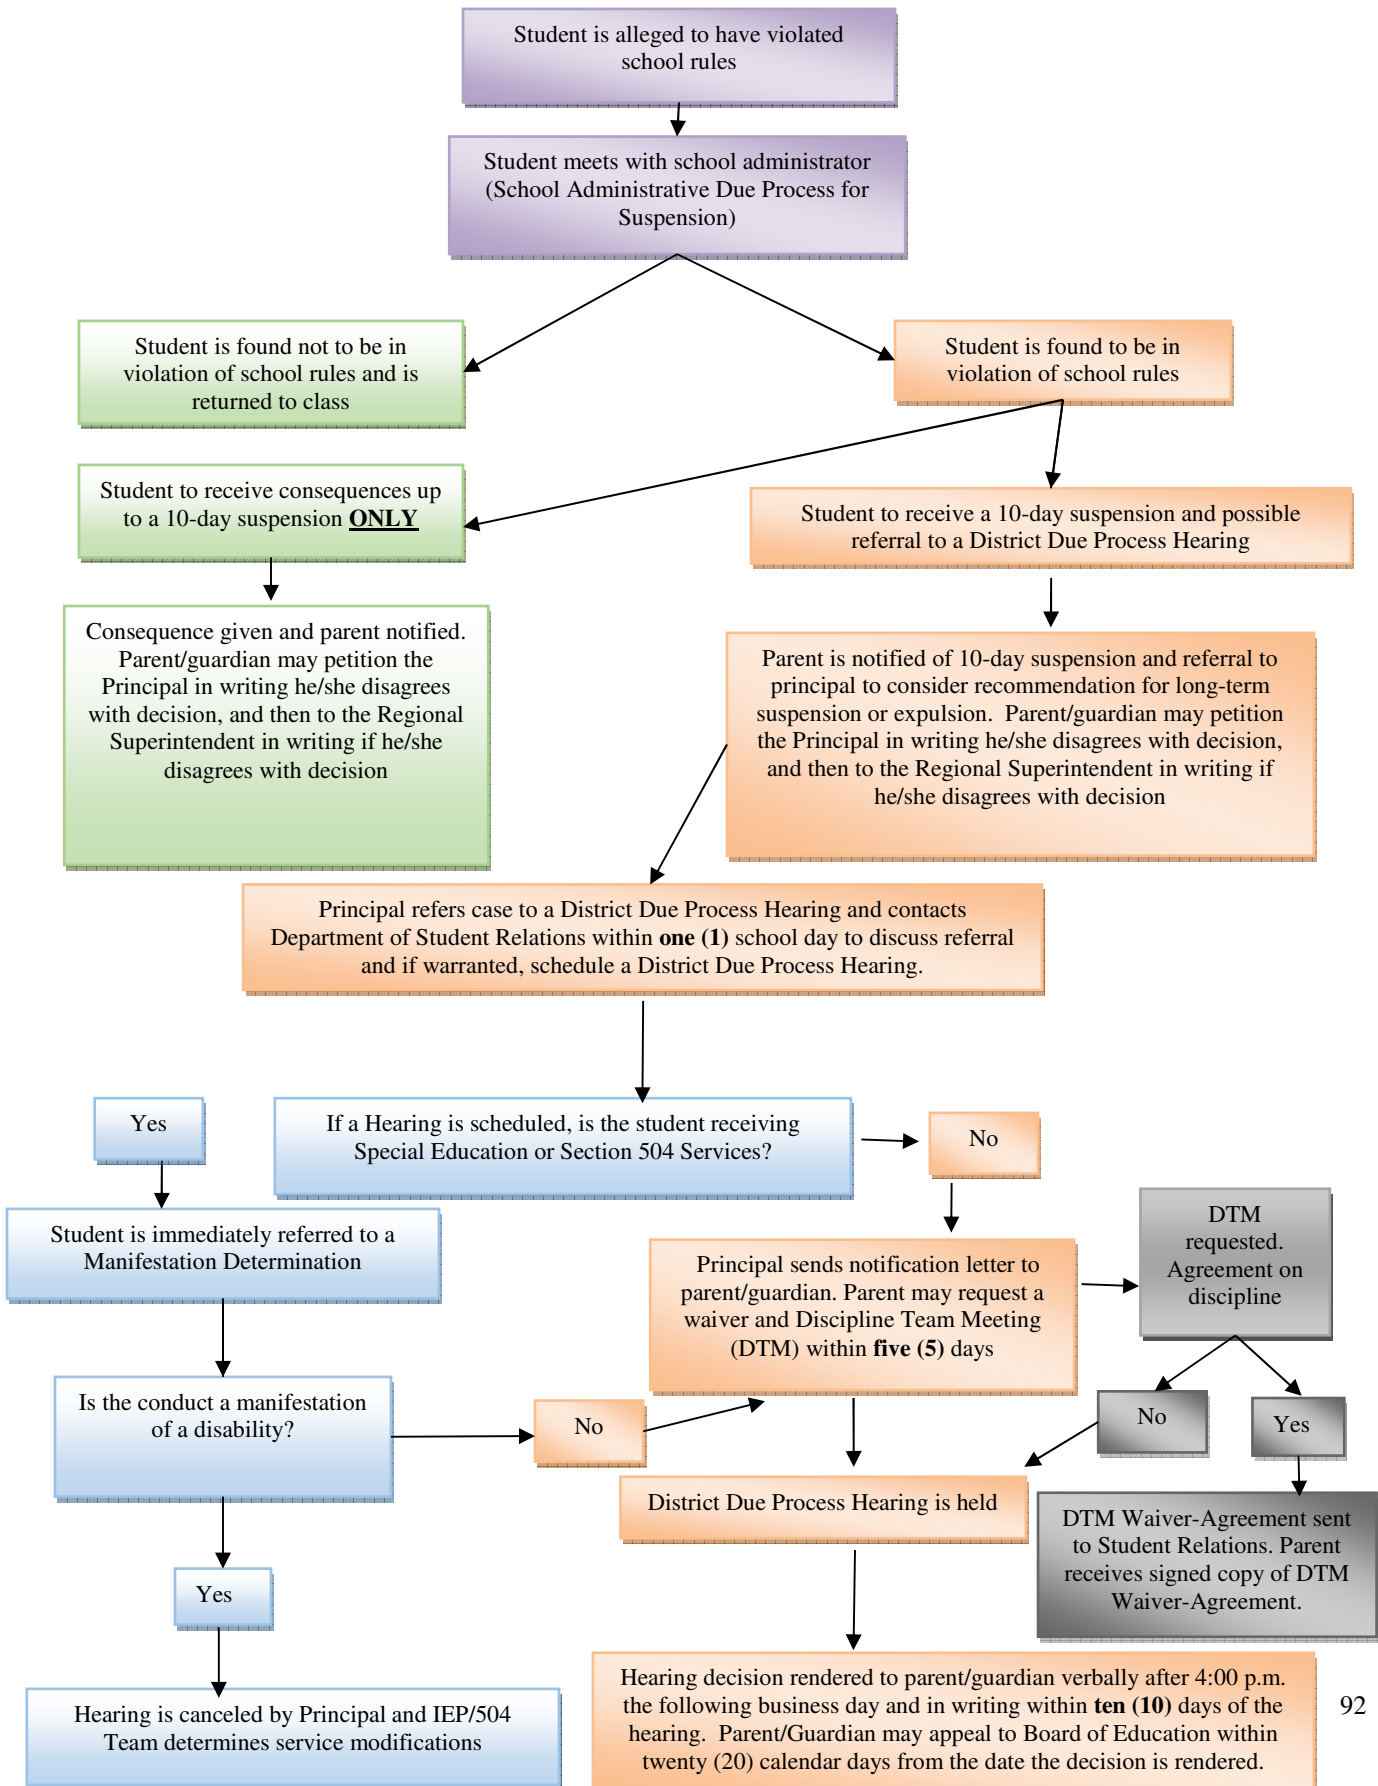 Student is alleged to have violated
school rules
Student meets with school administrator
(School Administrative Due Process for
Suspension)
Student is found not to be in
violation of school rules and is
returned to class
Student is found to be in
violation of school rules
Student to receive consequences up
to a 10-day suspension ONLY
Student to receive a 10-day suspension and possible
referral to a District Due Process Hearing
Consequence given and parent notified.
Parent/guardian may petition the
Principal in writing he/she disagrees
with decision, and then to the Regional
Superintendent in writing if he/she
disagrees with decision
Parent is notified of 10-day suspension and referral to
principal to consider recommendation for long-term
suspension or expulsion.  Parent/guardian may petition
the Principal in writing he/she disagrees with decision,
and then to the Regional Superintendent in writing if
he/she disagrees with decision
Principal refers case to a District Due Process Hearing and contacts
Department of Student Relations within one (1) school day to discuss referral
and if warranted, schedule a District Due Process Hearing.
Yes
If a Hearing is scheduled, is the student receiving
Special Education or Section 504 Services?
No
Student is immediately referred to a
Manifestation Determination
Principal sends notification letter to
parent/guardian. Parent may request a
waiver and Discipline Team Meeting
(DTM) within five (5) days
DTM
requested.
Agreement on
discipline
Is the conduct a manifestation
of a disability?
No
No
Yes
District Due Process Hearing is held
DTM Waiver-Agreement sent
to Student Relations. Parent
receives signed copy of DTM
Waiver-Agreement.
Yes
Hearing is canceled by Principal and IEP/504
Team determines service modifications
Hearing decision rendered to parent/guardian verbally after 4:00 p.m.
the following business day and in writing within ten (10) days of the
hearing.  Parent/Guardian may appeal to Board of Education within
twenty (20) calendar days from the date the decision is rendered.
92